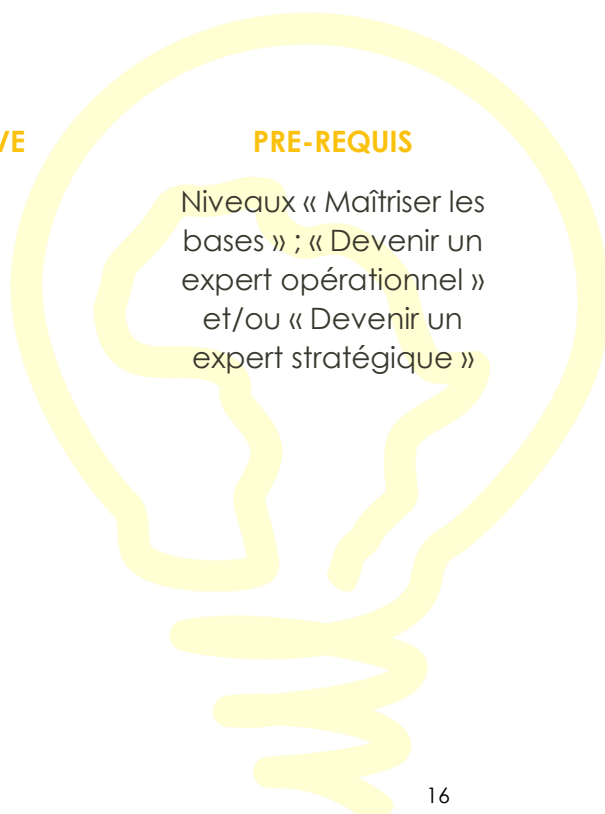 VE
PRE-REQUIS
Niveaux « Maîtriser les
bases » ; « Devenir un
expert opérationnel »
et/ou « Devenir un
expert stratégique »
16